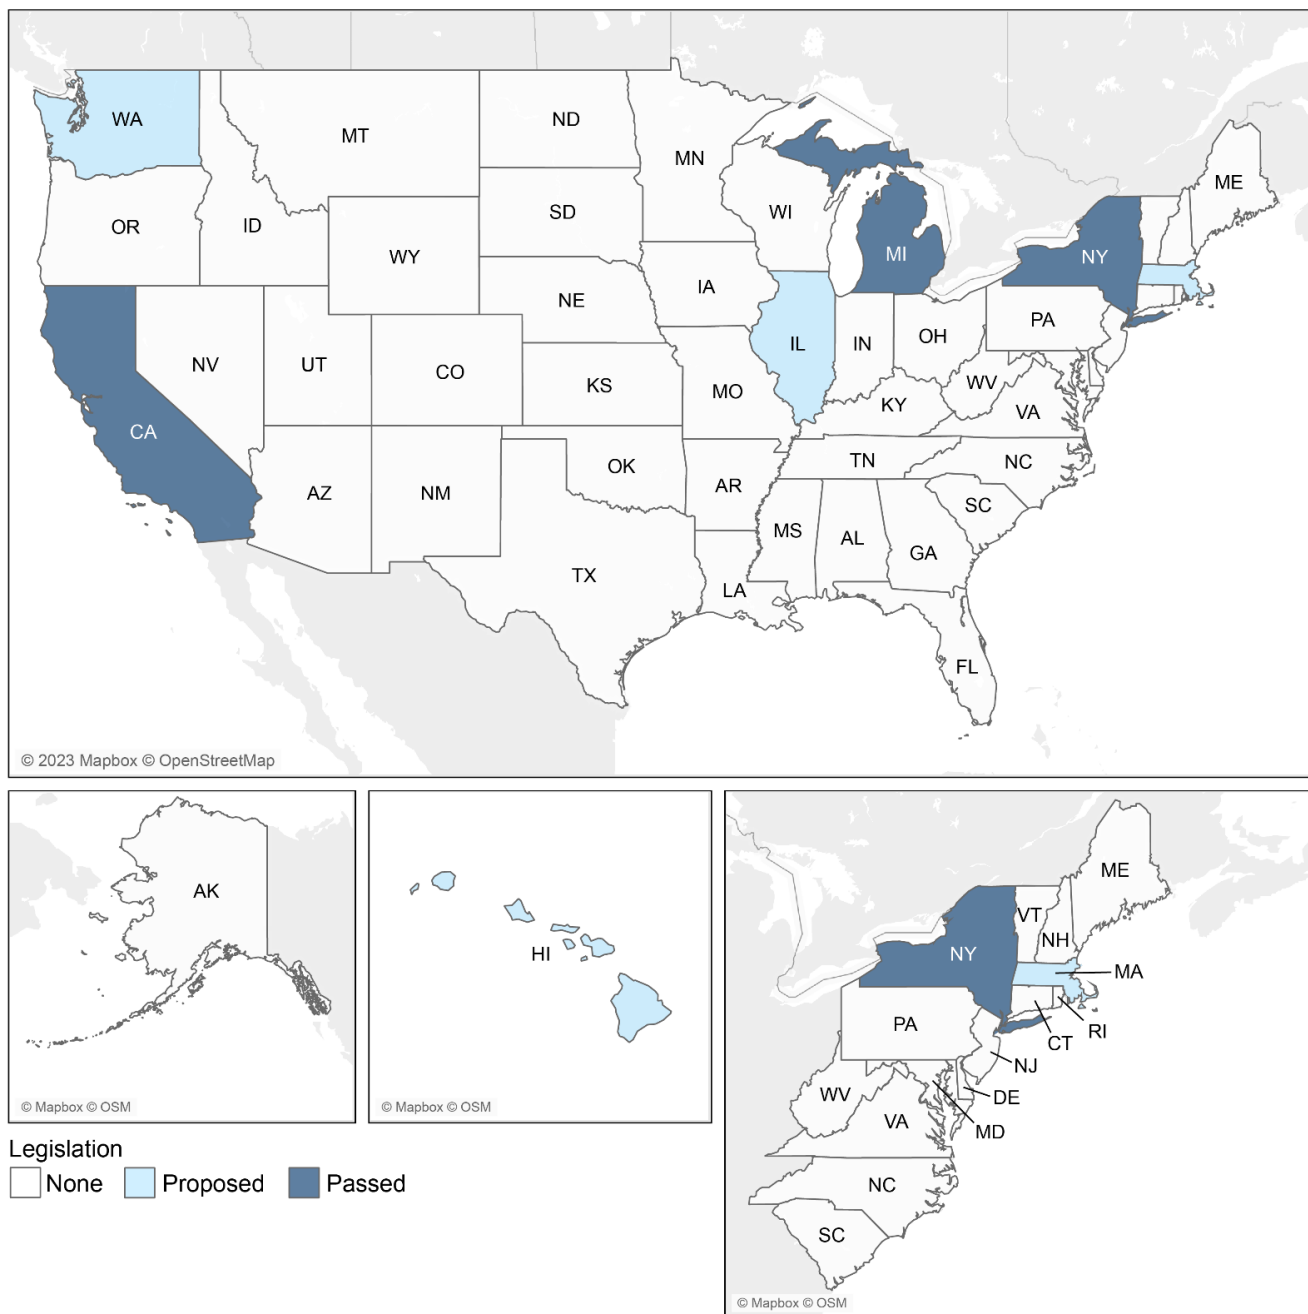 WA
MT
ND
MN
ME
OR
ID
SD
WI
WY
MI
NY
IA
NE
PA
NV
UT
CO
IL
IN
OH
KS
MO
WV
KY
VA
CA
OK
TN
NC
AZ
NM
AR
SC
MS
AL
GA
TX
LA
FL
© 2023 Mapbox © OpenStreetMap
AK
© Mapbox © OSM
HI
© Mapbox © OSM
ME
VT
NH
NY
MA
PA
RI
CT
NJ
WV
DE
VA
MD
NC
SC
© Mapbox © OSM
Legislation
None Proposed Passed